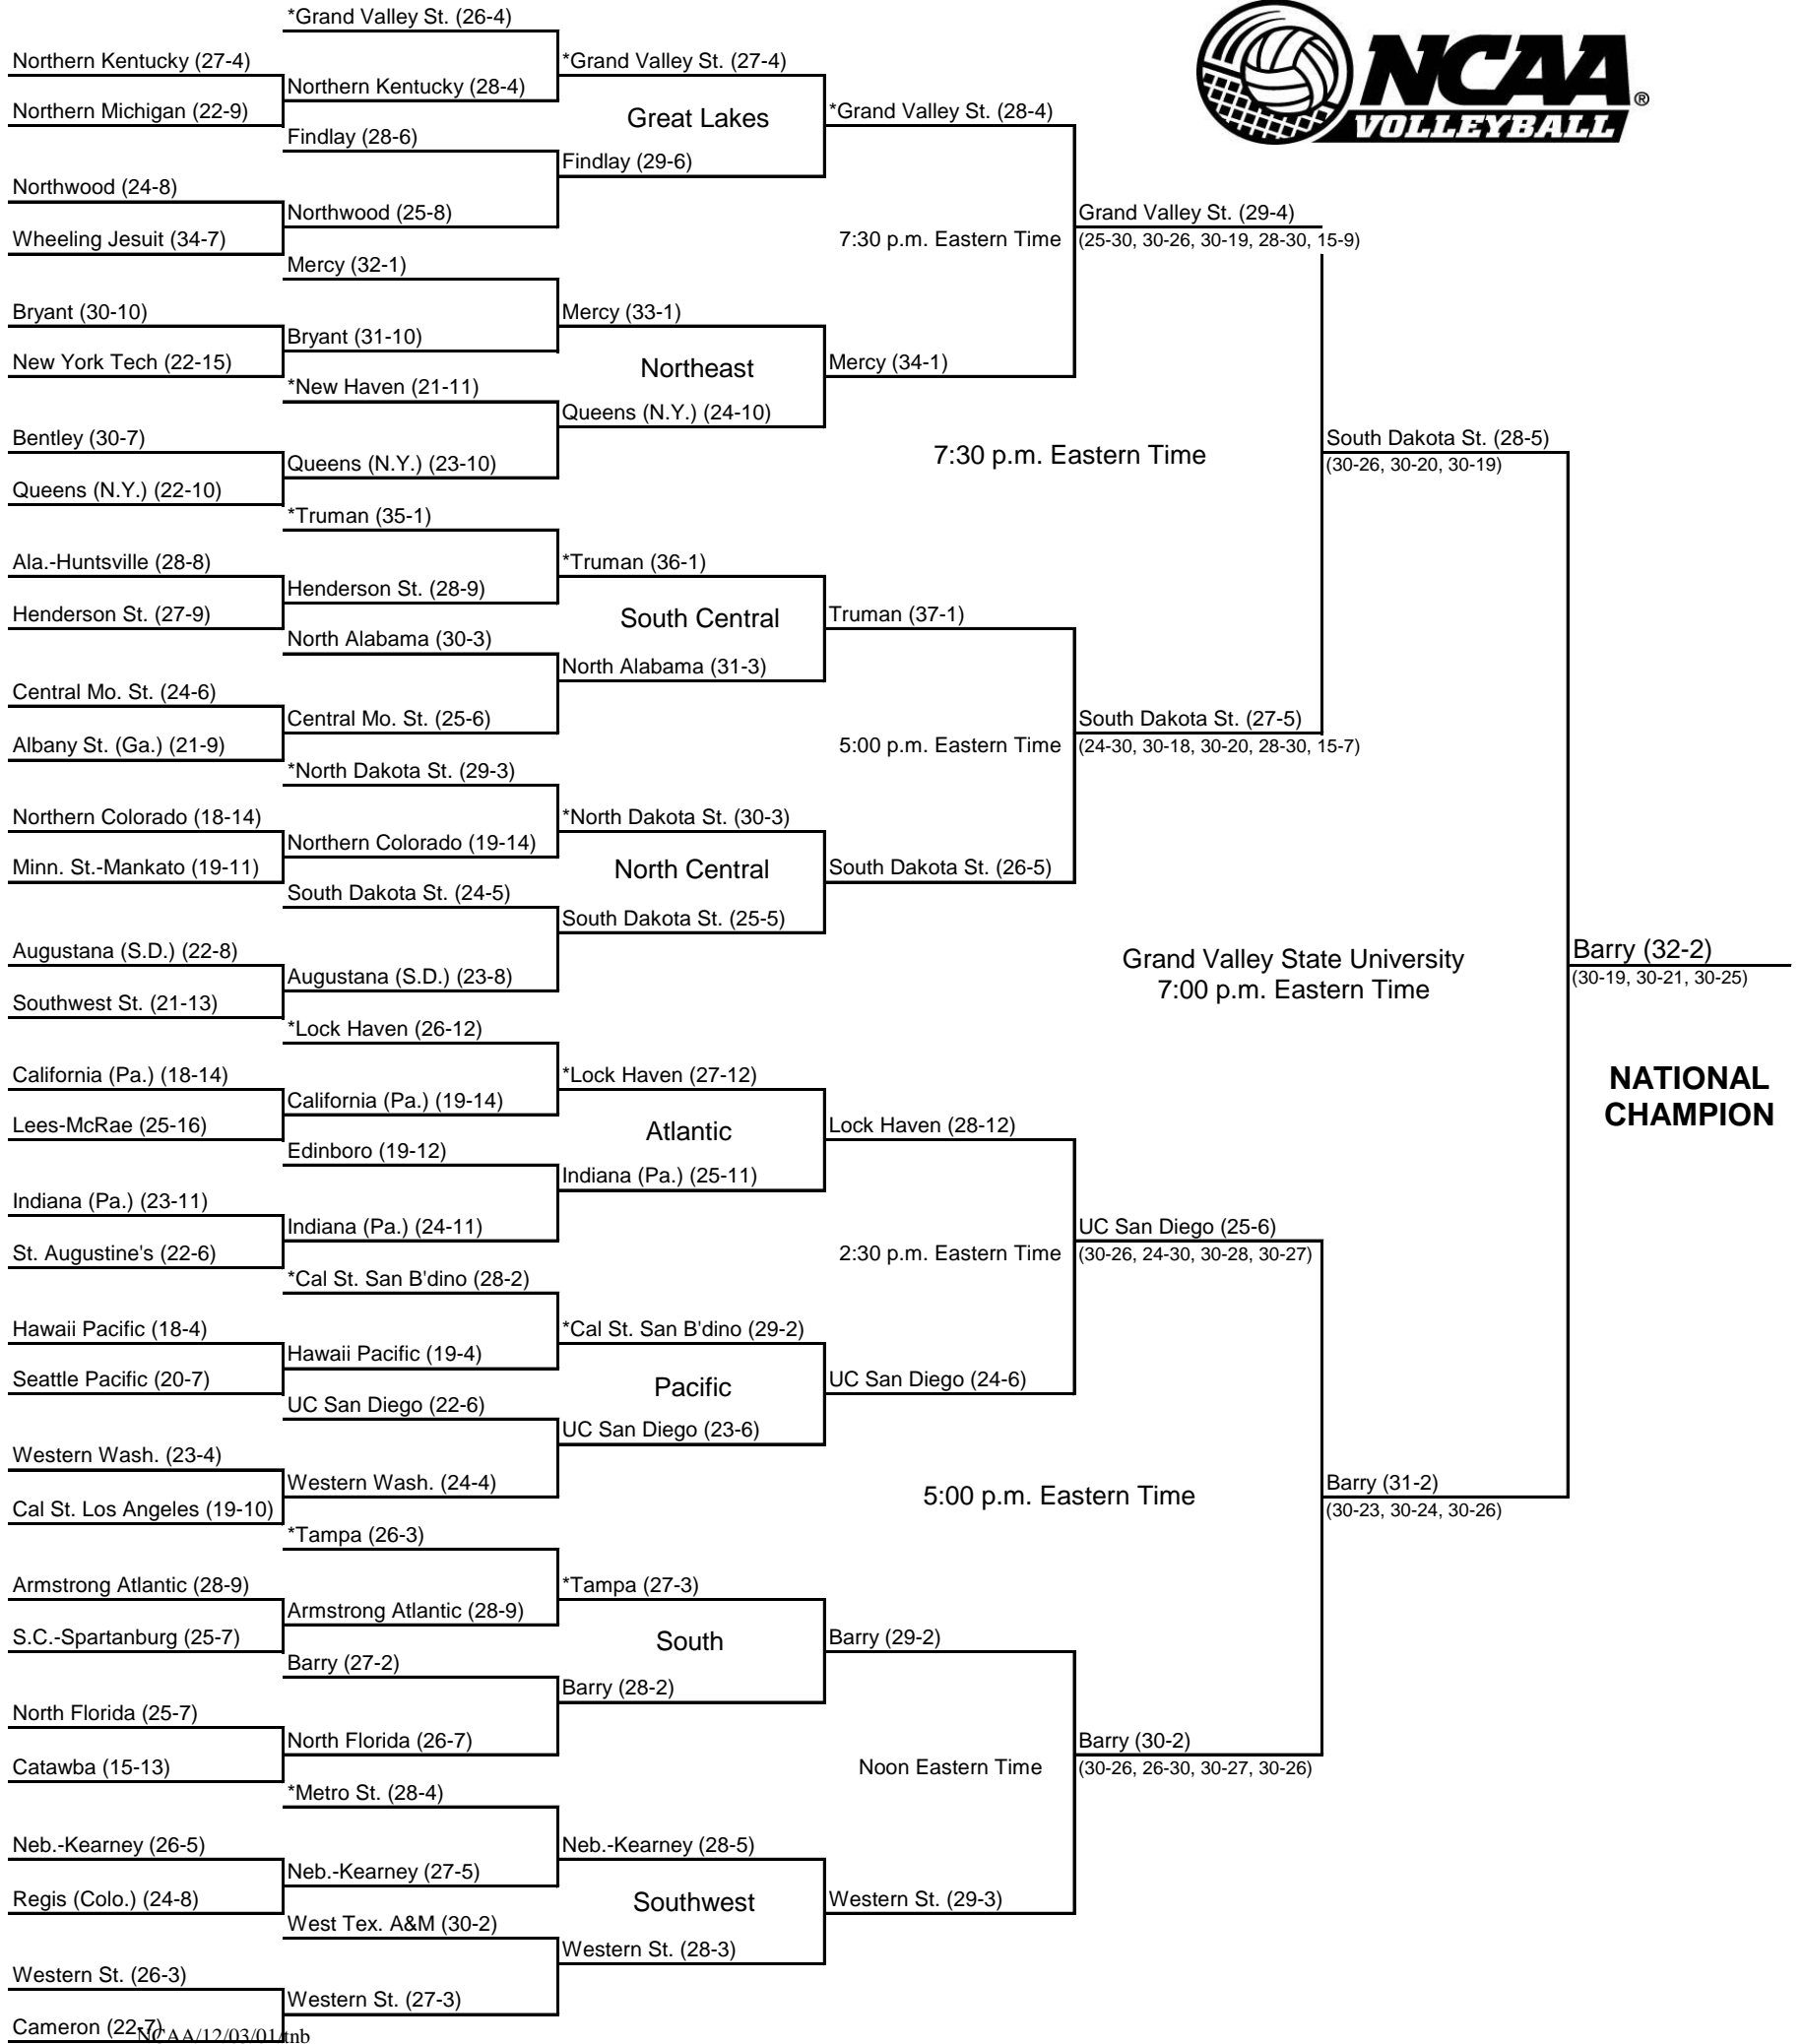 *Grand Valley St. (26-4)
Northern Kentucky (27-4)
*Grand Valley St. (27-4)
Northern Kentucky (28-4)
Northern Michigan (22-9)
Great Lakes
*Grand Valley St. (28-4)
NCAA
VOLLEYBALL
®
Findlay (28-6)
Findlay (29-6)
Northwood (24-8)
Northwood (25-8)
Grand Valley St. (29-4)
Wheeling Jesuit (34-7)
7:30 p.m. Eastern Time
(25-30, 30-26, 30-19, 28-30, 15-9)
Mercy (32-1)
Bryant (30-10)
Mercy (33-1)
Bryant (31-10)
New York Tech (22-15)
Northeast
Mercy (34-1)
*New Haven (21-11)
Queens (N.Y.) (24-10)
Bentley (30-7)
7:30 p.m. Eastern Time
South Dakota St. (28-5)
(30-26, 30-20, 30-19)
Queens (N.Y.) (23-10)
Queens (N.Y.) (22-10)
*Truman (35-1)
Ala.-Huntsville (28-8)
*Truman (36-1)
Henderson St. (28-9)
Henderson St. (27-9)
South Central
Truman (37-1)
North Alabama (30-3)
North Alabama (31-3)
Central Mo. St. (24-6)
Central Mo. St. (25-6)
South Dakota St. (27-5)
Albany St. (Ga.) (21-9)
5:00 p.m. Eastern Time
(24-30, 30-18, 30-20, 28-30, 15-7)
*North Dakota St. (29-3)
Northern Colorado (18-14)
*North Dakota St. (30-3)
Northern Colorado (19-14)
Minn. St.-Mankato (19-11)
North Central
South Dakota St. (26-5)
South Dakota St. (24-5)
South Dakota St. (25-5)
Augustana (S.D.) (22-8)
Grand Valley State University
7:00 p.m. Eastern Time
Barry (32-2)
(30-19, 30-21, 30-25)
Augustana (S.D.) (23-8)
Southwest St. (21-13)
*Lock Haven (26-12)
California (Pa.) (18-14)
*Lock Haven (27-12)
NATIONAL
CHAMPION
California (Pa.) (19-14)
Lees-McRae (25-16)
Atlantic
Lock Haven (28-12)
Edinboro (19-12)
Indiana (Pa.) (25-11)
Indiana (Pa.) (23-11)
Indiana (Pa.) (24-11)
UC San Diego (25-6)
St. Augustine's (22-6)
2:30 p.m. Eastern Time
(30-26, 24-30, 30-28, 30-27)
*Cal St. San B'dino (28-2)
Hawaii Pacific (18-4)
*Cal St. San B'dino (29-2)
Hawaii Pacific (19-4)
Seattle Pacific (20-7)
Pacific
UC San Diego (24-6)
UC San Diego (22-6)
UC San Diego (23-6)
Western Wash. (23-4)
Western Wash. (24-4)
5:00 p.m. Eastern Time
Barry (31-2)
(30-23, 30-24, 30-26)
Cal St. Los Angeles (19-10)
*Tampa (26-3)
Armstrong Atlantic (28-9)
*Tampa (27-3)
Armstrong Atlantic (28-9)
S.C.-Spartanburg (25-7)
South
Barry (29-2)
Barry (27-2)
Barry (28-2)
North Florida (25-7)
North Florida (26-7)
Barry (30-2)
Catawba (15-13)
Noon Eastern Time
(30-26, 26-30, 30-27, 30-26)
*Metro St. (28-4)
Neb.-Kearney (26-5)
Neb.-Kearney (28-5)
Neb.-Kearney (27-5)
Regis (Colo.) (24-8)
Southwest
Western St. (29-3)
West Tex. A&M (30-2)
Western St. (28-3)
Western St. (26-3)
Western St. (27-3)
Cameron (22-7)
NCAA/12/03/01/tnb